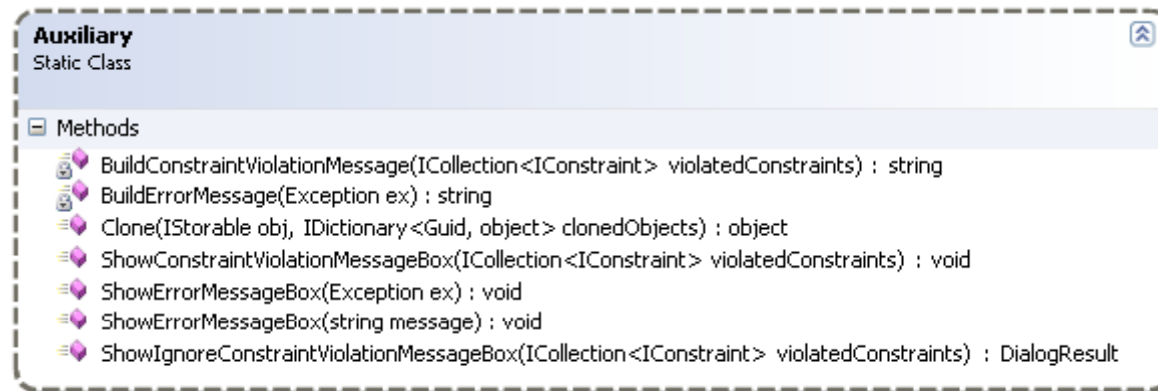 Auxiliary
Static Class
Methods
BuildConstraintViolationMessage(ICollection<IConstraint> violatedConstraints) : string
BuildErrorMessage(Exception ex) : string
Clone(IStorable obj, IDictionary<Guid, object> clonedObjects) : object
ShowConstraintViolationMessageBox(ICollection<IConstraint> violatedConstraints) : void
ShowErrorMessageBox(Exception ex) : void
ShowErrorMessageBox(string message) : void
ShowIgnoreConstraintViolationMessageBox(ICollection<IConstraint> violatedConstraints) : DialogResult